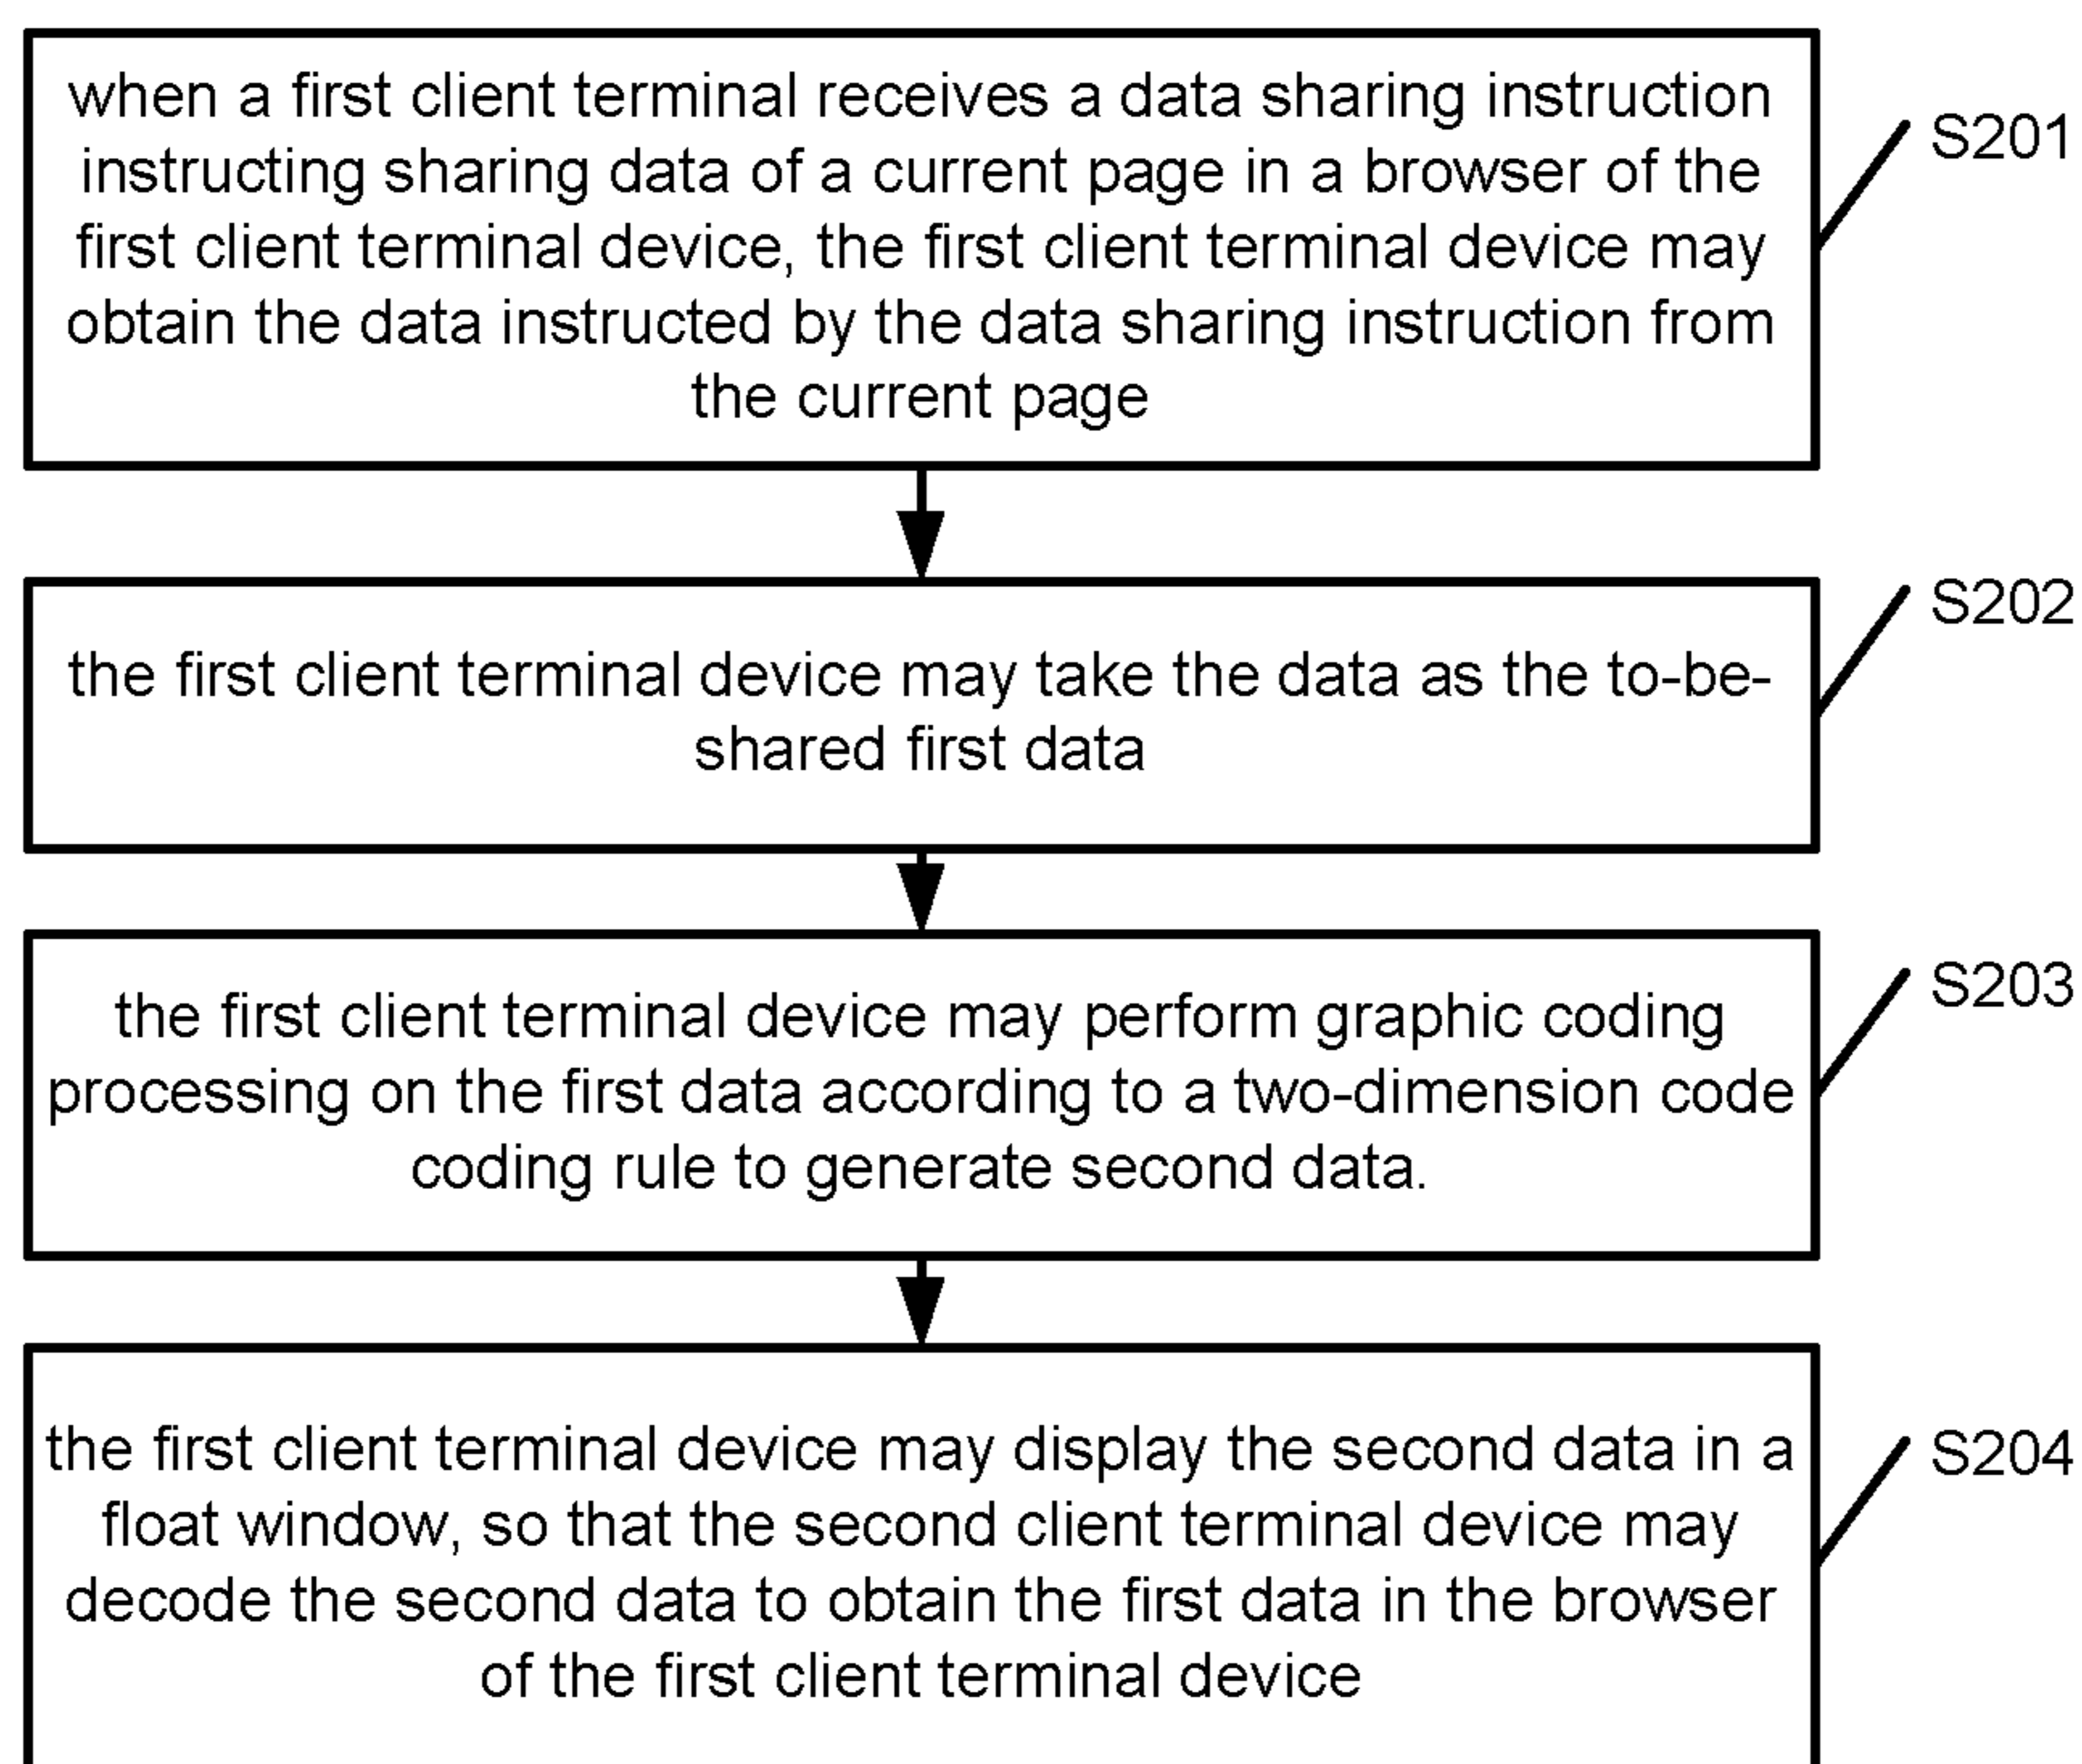 when a first client terminal receives a data sharing instruction
instructing sharing data of a current page in a browser of the
first client terminal device, the first client terminal device may
obtain the data instructed by the data sharing instruction from
the current page
S201
the first client terminal device may take the data as the to-be-
shared first data
S202
the first client terminal device may perform graphic coding
processing on the first data according to a two-dimension code
coding rule to generate second data.
S203
the first client terminal device may display the second data in a
float window, so that the second client terminal device may
decode the second data to obtain the first data in the browser
of the first client terminal device
S204